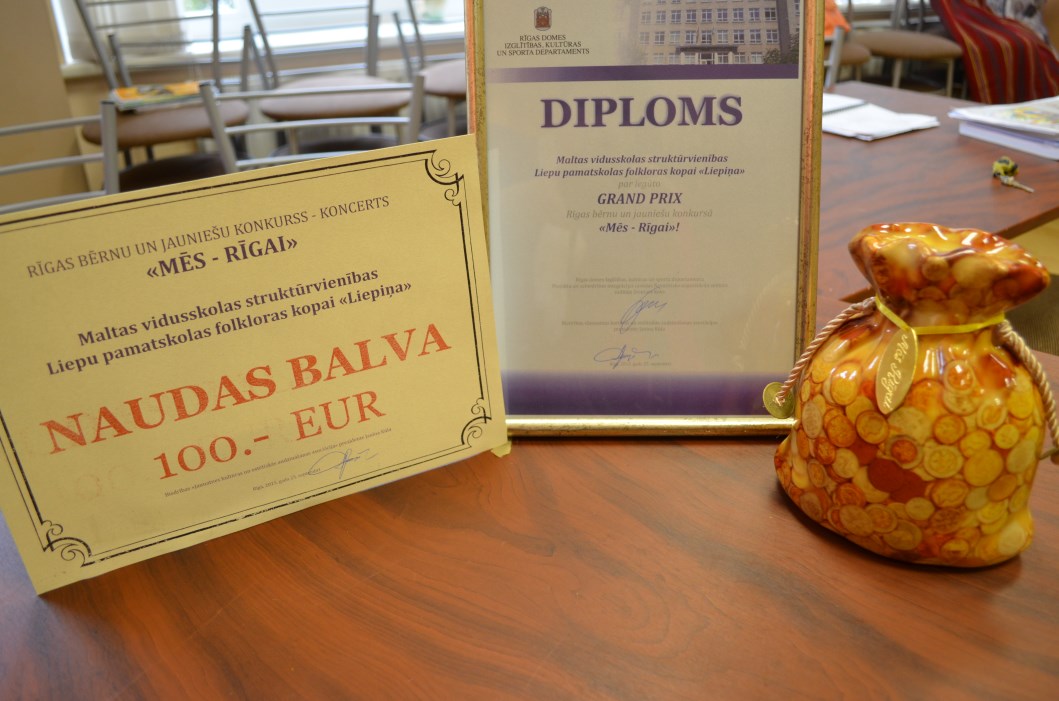 RĪGAS BĒRNU UN JAUNIEŠU KONKURSS - KONCERTS
«MĒS - RĪGAI»
Maltas vidusskolas struktūrvienības
Liepu pamatskolas folkloras kopai «Liepiņa»
NAUDAS BALVA
100.- EUR
RĪGAS DOMES
IZGLĪTĪBAS, KULTŪRAS
UN SPORTA DEPARTAMENTS
DIPLOMS
Maltas vidusskolas struktūrvienības
Liepu pamatskolas folkloras kopai «Liepiņa»
par iegūto
GRAND PRIX
Rīgas bērnu un jauniešu konkursā
«Mēs - Rīgai»!